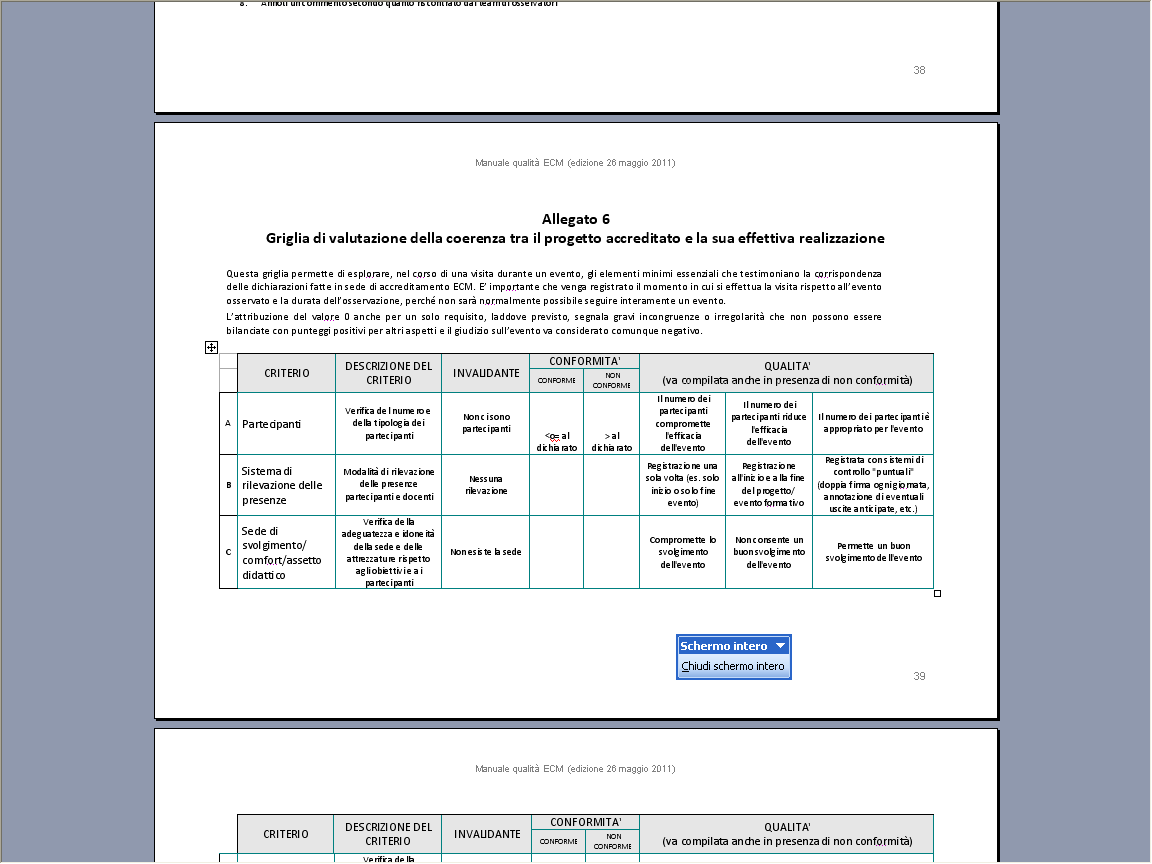 8. Annoti un commento secondo quanto riscontrato dal team di osservatori
38
Manuale qualità ECM (edizione 26 maggio 2011)
Allegato 6
Griglia di valutazione della coerenza tra il progetto accreditato e la sua effettiva realizzazione
Questa griglia permette di esplorare, nel corso di una visita durante un evento, gli elementi minimi essenziali che testimoniano la corrispondenza
delle dichiarazioni fatte in sede di accreditamento ECM. E' importante che venga registrato il momento in cui si effettua la visita rispetto all'evento
osservato e la durata dell'osservazione, perché non sarà normalmente possibile seguire interamente un evento.
L'attribuzione del valore 0 anche per un solo requisito, laddove previsto, segnala gravi incongruenze o irregolarità che non possono essere
bilanciate con punteggi positivi per altri aspetti e il giudizio sull'evento va considerato comunque negativo.
CRITERIO
DESCRIZIONE DEL
CRITERIO
INVALIDANTE
CONFORMITA'
CONFORME
NON
CONFORME
QUALITA'
(va compilata anche in presenza di non conformità)
A
Partecipanti
Verifica del numero e
della tipologia dei
partecipanti
Non ci sono
partecipanti
<o= al
dichiarato
> al
dichiarato
Il numero dei
partecipanti
compromette
l'efficacia
dell'evento
Il numero dei
partecipanti riduce
l'efficacia
dell'evento
Il numero dei partecipanti è
appropriato per l'evento
B
Sistema di
rilevazione delle
presenze
Modalità di rilevazione
delle presenze
partecipanti e docenti
Nessuna
rilevazione
Registrazione una
sola volta (es. solo
inizio o solo fine
evento)
Registrazione
all'inizio e alla fine
del progetto/
evento formativo
Registrata con sistemi di
controllo "puntuali"
(doppia firma ogni giornata,
annotazione di eventuali
uscite anticipate, etc.)
C
Sede di
svolgimento/
comfort/assetto
didattico
Verifica della
adeguatezza e idoneità
della sede e delle
attrezzature rispetto
agli obiettivi e a i
partecipanti
Non esiste la sede
Compromette lo
svolgimento
dell'evento
Non consente un
buon svolgimento
dell'evento
Permette un buon
svolgimento dell'evento
Schermo intero
Chiudi schermo intero
39
Manuale qualità ECM (edizione 26 maggio 2011)
CRITERIO
DESCRIZIONE DEL
CRITERIO
INVALIDANTE
CONFORMITA'
CONFORME
NON
CONFORME
QUALITA'
(va compilata anche in presenza di non conformità)
Verifica della